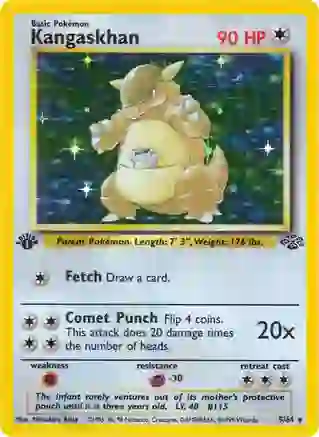 Basic Pokémon
Kangaskhan 90 HP
EDITION
1
Parent Pokémon. Length: 7' 3", Weight: 176 lbs.
Fetch Draw a card.
Comet Punch Flip 4 coins.
This attack does 20 damage times
the number of heads.
20x
weakness resistance retreat cost
-30
The infant rarely ventures out of its mother's protective
pouch until it is three years old. LV. 40 #115
5/64 ★